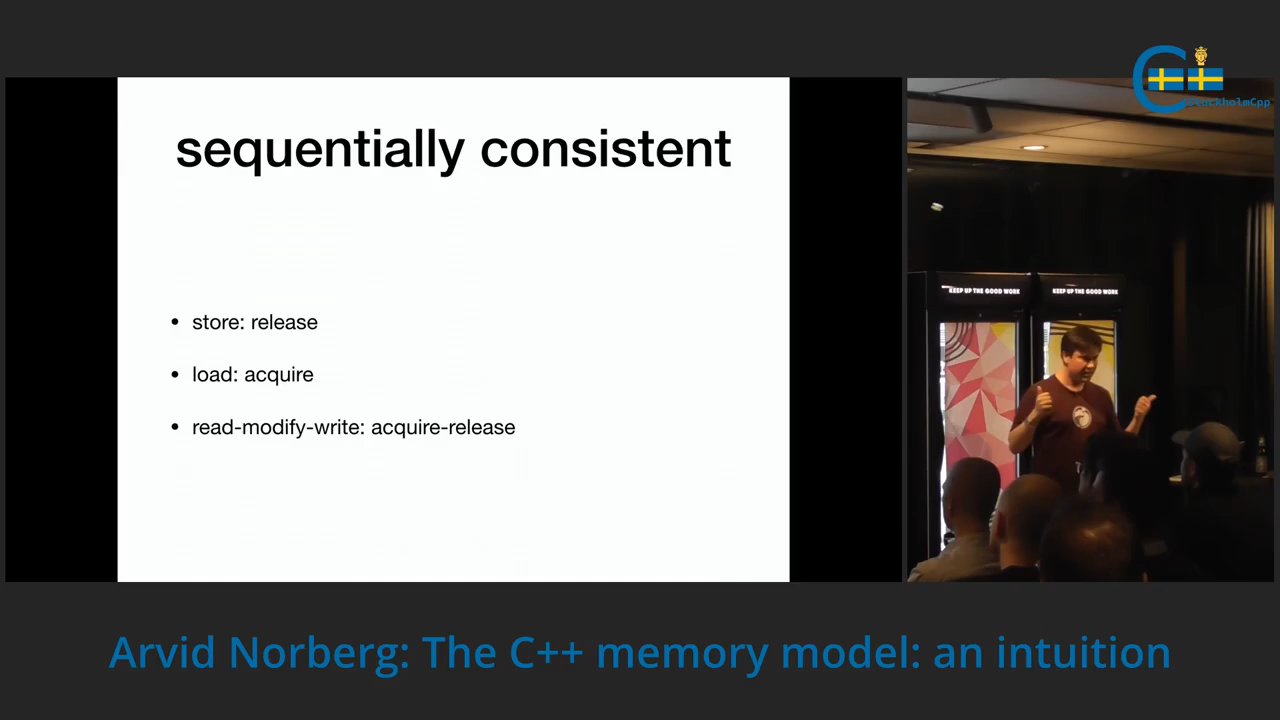 StockholmCpp
sequentially consistent
• store: release
• load: acquire
• read-modify-write: acquire-release
KEEP UP THE GOOD WORK
KEEP UP THE GOOD WORK
Arvid Norberg: The C++ memory model: an intuition